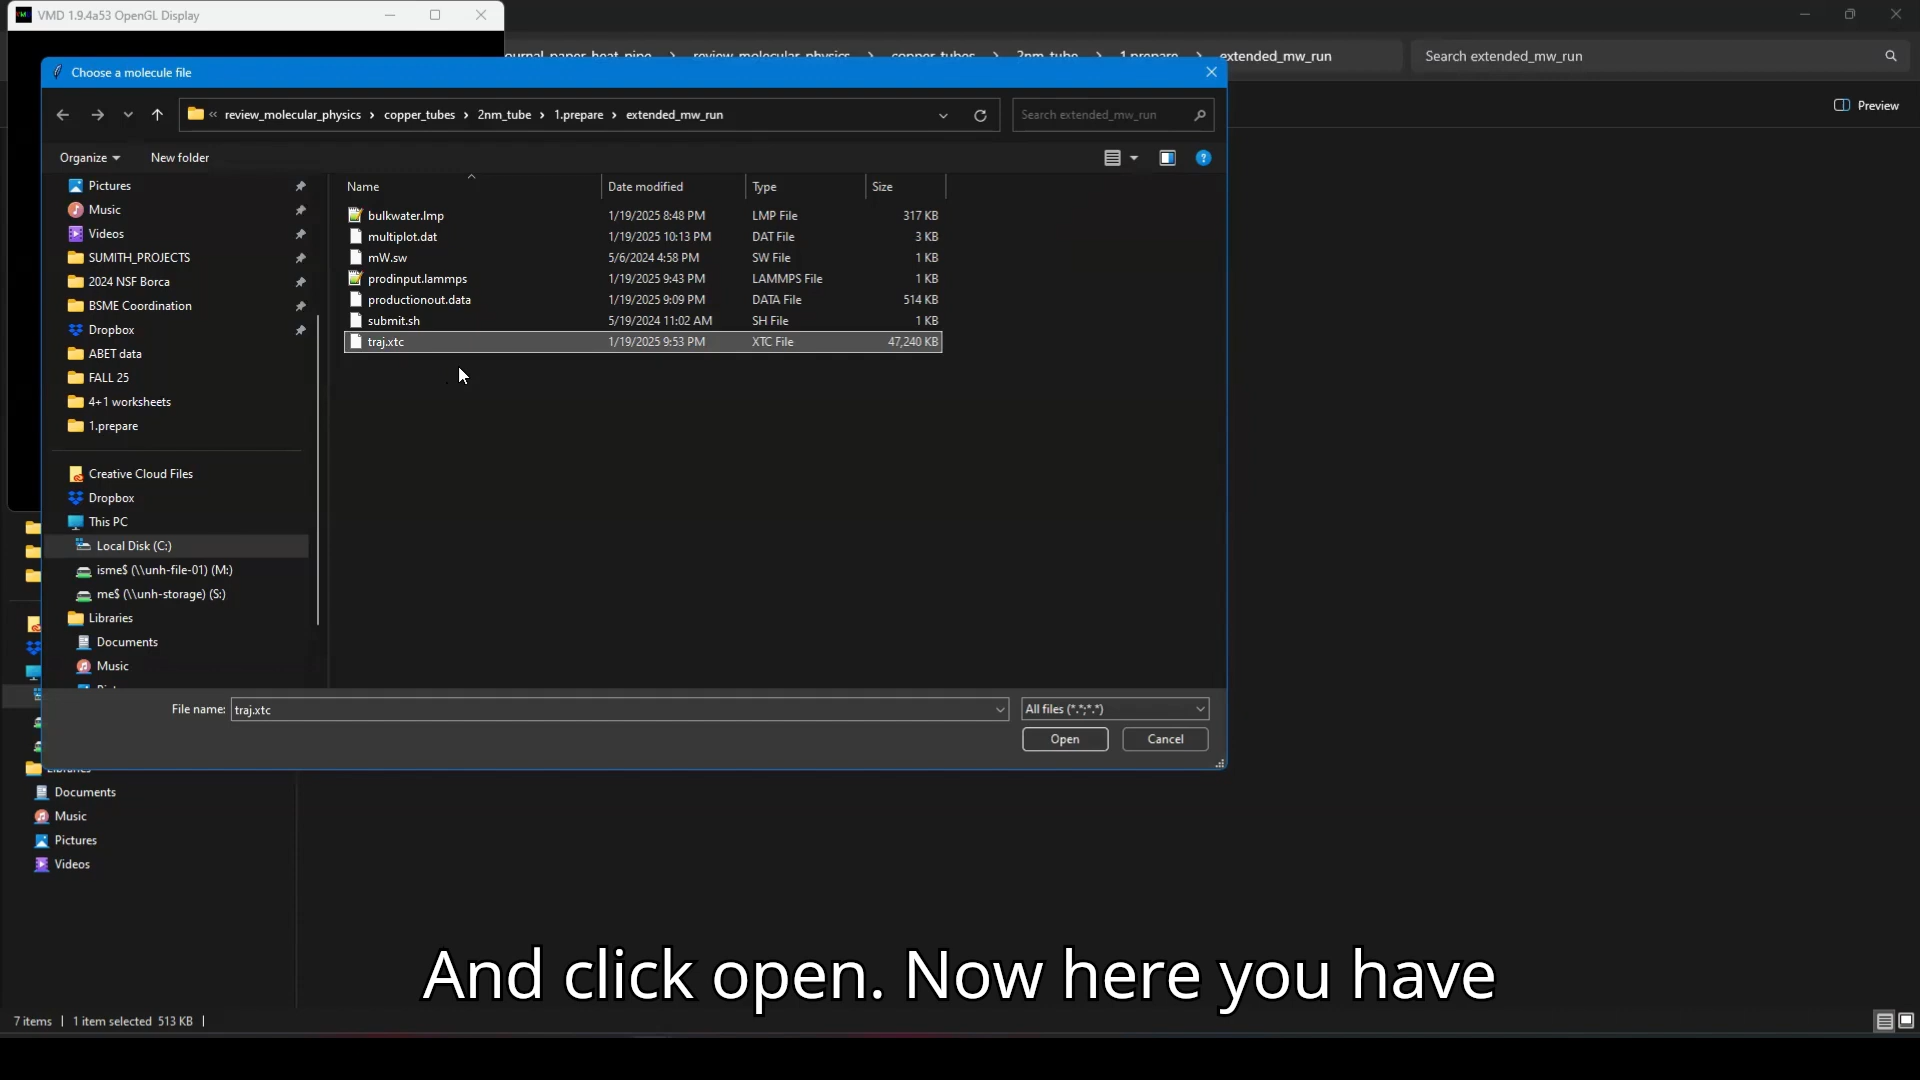 VMD 1.9.4a53 OpenGL Display
journal_paper_heat_pipe > review_molecular_physics > copper_tubes > 2nm_tube > 1.prepare > extended_mw_run
Search extended_mw_run
Choose a molecule file
« review_molecular_physics > copper_tubes > 2nm_tube > 1.prepare > extended_mw_run
Search extended_mw_run
Preview
Organize
New folder
Pictures
Music
Videos
SUMITH_PROJECTS
2024 NSF Borca
BSME Coordination
Dropbox
ABET data
FALL 25
4+1 worksheets
1.prepare
Creative Cloud Files
Dropbox
This PC
Local Disk (C:)
isme$ (\\unh-file-01) (M:)
me$ (\\unh-storage) (S:)
Libraries
Documents
Music
Name Date modified Type Size
bulkwater.lmp 1/19/2025 8:48 PM LMP File 317 KB
multiplot.dat 1/19/2025 10:13 PM DAT File 3 KB
mW.sw 5/6/2024 4:58 PM SW File 1 KB
prodinput.lammps 1/19/2025 9:43 PM LAMMPS File 1 KB
productionout.data 1/19/2025 9:09 PM DATA File 514 KB
submit.sh 5/19/2024 11:02 AM SH File 1 KB
traj.xtc 1/19/2025 9:53 PM XTC File 47,240 KB
File name: traj.xtc
All files (*.*;*.*)
Open
Cancel
Libraries
Documents
Music
Pictures
Videos
And click open. Now here you have
7 items | 1 item selected 513 KB |